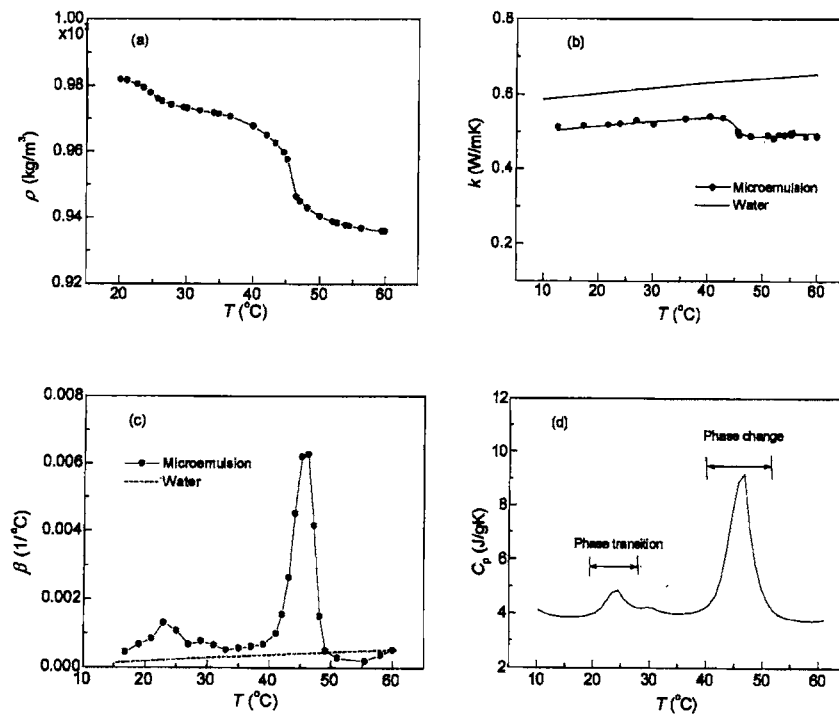 1.00
x10³
(a)
0.98
0.96
0.94
0.92
ρ (kg/m³)
20 30 40 50 60
T (°C)
(b)
0.8
0.6
0.4
0.2
k (W/mK)
Microemulsion
Water
10 20 30 40 50 60
T (°C)
0.008
(c)
0.006
0.004
0.002
0.000
β (1/°C)
Microemulsion
Water
10 20 30 40 50 60
T (°C)
12
(d)
10
8
6
4
2
Cp (J/gK)
Phase change
Phase transition
10 20 30 40 50 60
T (°C)